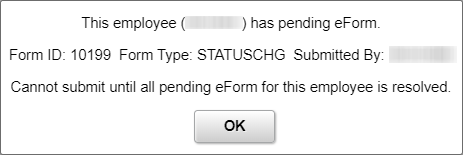 This employee ( ) has pending eForm.
Form ID: 10199 Form Type: STATUSCHG Submitted By:
Cannot submit until all pending eForm for this employee is resolved.
OK